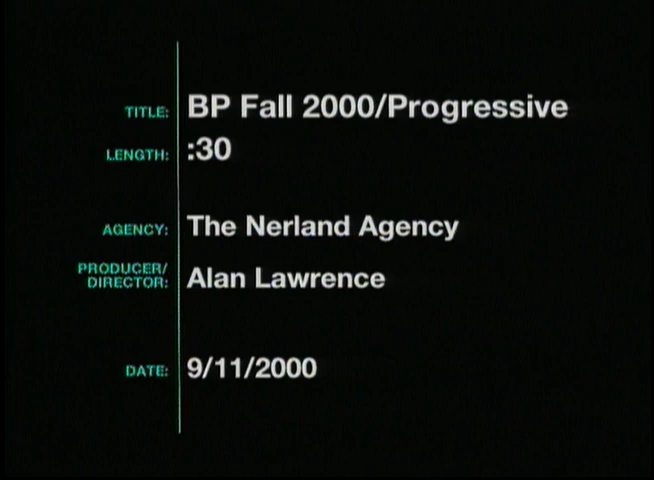 TITLE: BP Fall 2000/Progressive
LENGTH: :30
AGENCY: The Nerland Agency
PRODUCER/
DIRECTOR: Alan Lawrence
DATE: 9/11/2000